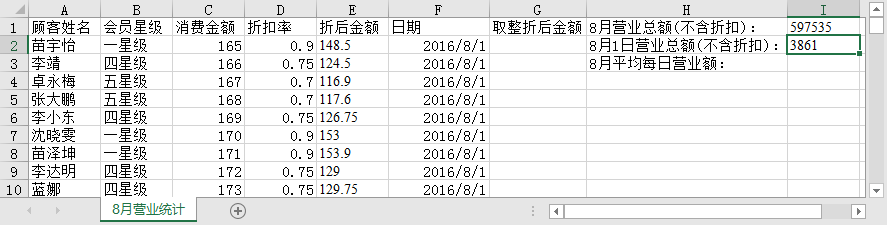 A B C D E F G H I
1 顾客姓名 会员星级 消费金额 折扣率 折后金额 日期 取整折后金额 8月营业总额(不含折扣): 597535
2 苗宇怡 一星级 165 0.9 148.5 2016/8/1 8月1日营业总额(不含折扣): 3861
3 李靖 四星级 166 0.75 124.5 2016/8/1 8月平均每日营业额:
4 卓永梅 五星级 167 0.7 116.9 2016/8/1
5 张大鹏 五星级 168 0.7 117.6 2016/8/1
6 李小东 四星级 169 0.75 126.75 2016/8/1
7 沈晓雯 一星级 170 0.9 153 2016/8/1
8 苗泽坤 一星级 171 0.9 153.9 2016/8/1
9 李达明 四星级 172 0.75 129 2016/8/1
10 蓝娜 四星级 173 0.75 129.75 2016/8/1
8月营业统计